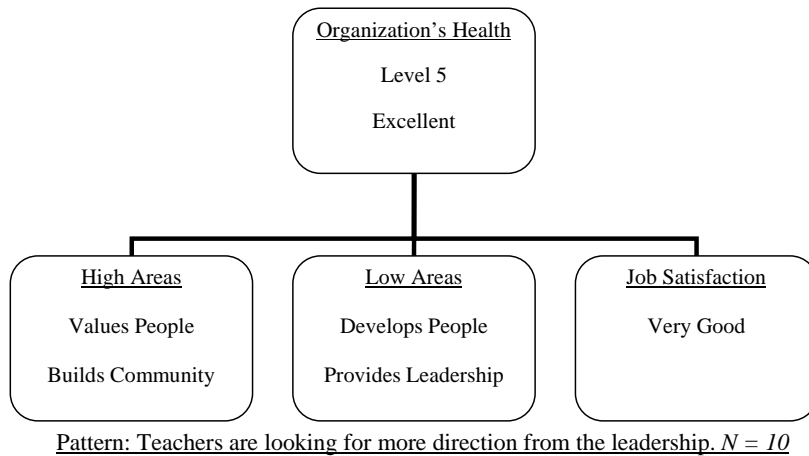 Organization’s Health
Level 5
Excellent
High Areas
Values People
Builds Community
Low Areas
Develops People
Provides Leadership
Job Satisfaction
Very Good
Pattern: Teachers are looking for more direction from the leadership. N = 10